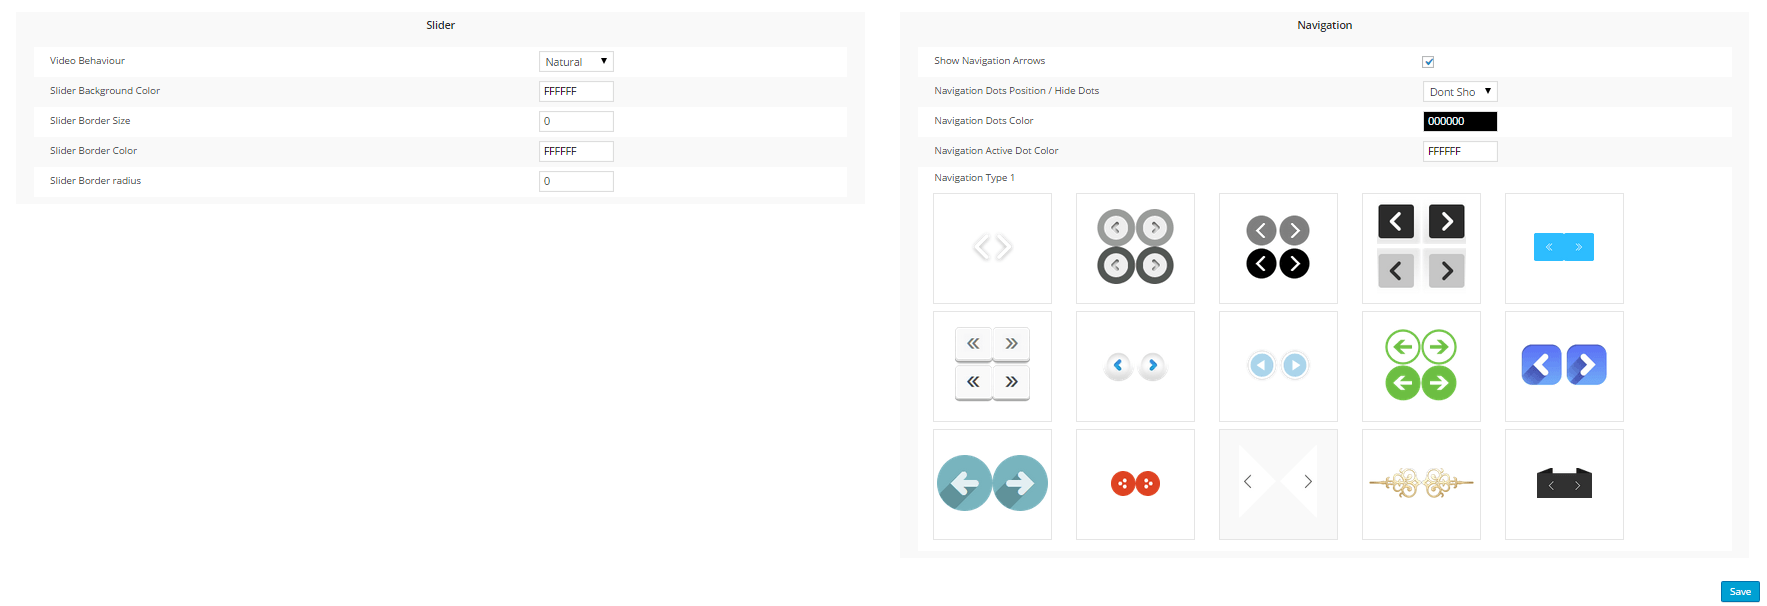 Slider
Video Behaviour
Natural
Slider Background Color
FFFFFF
Slider Border Size
0
Slider Border Color
FFFFFF
Slider Border radius
0
Navigation
Show Navigation Arrows
Navigation Dots Position / Hide Dots
Dont Sho
Navigation Dots Color
000000
Navigation Active Dot Color
FFFFFF
Navigation Type 1
Save